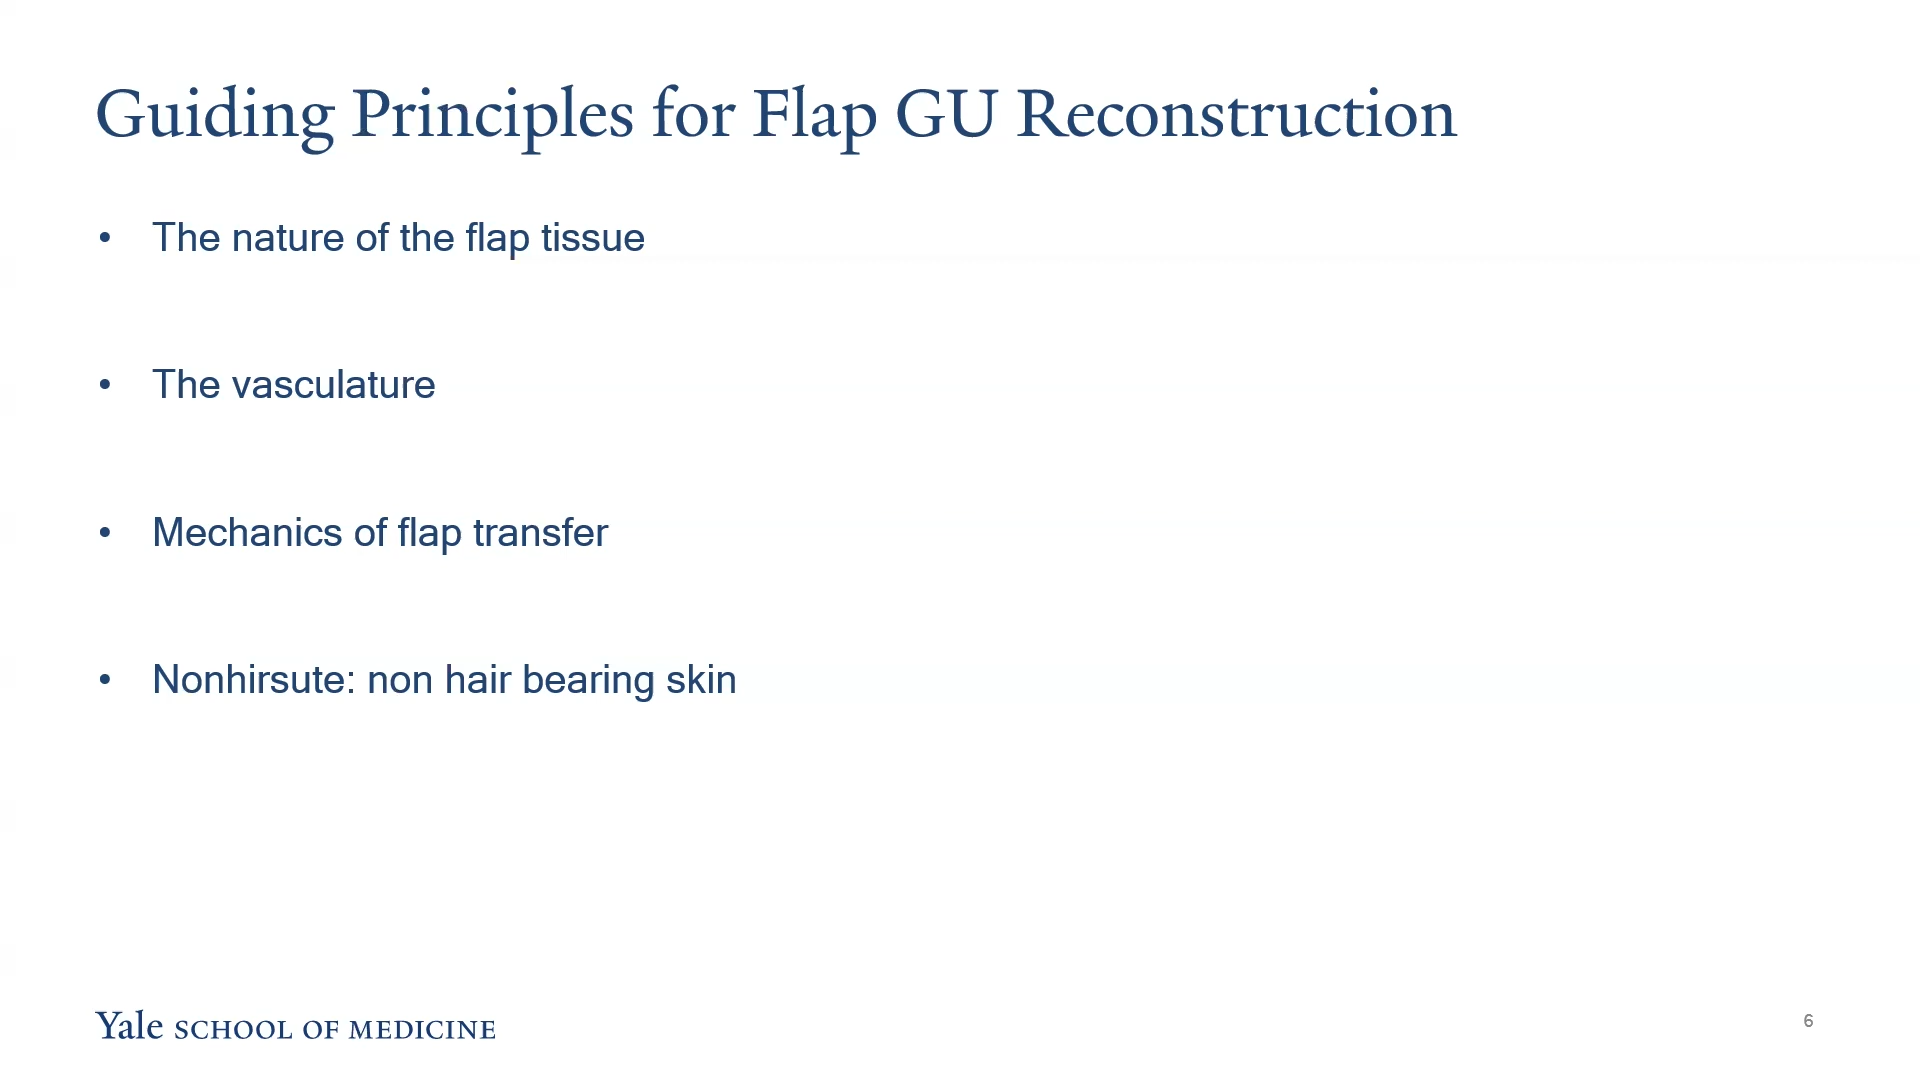 Guiding Principles for Flap GU Reconstruction
• The nature of the flap tissue
• The vasculature
• Mechanics of flap transfer
• Nonhirsute: non hair bearing skin
Yale SCHOOL OF MEDICINE
6